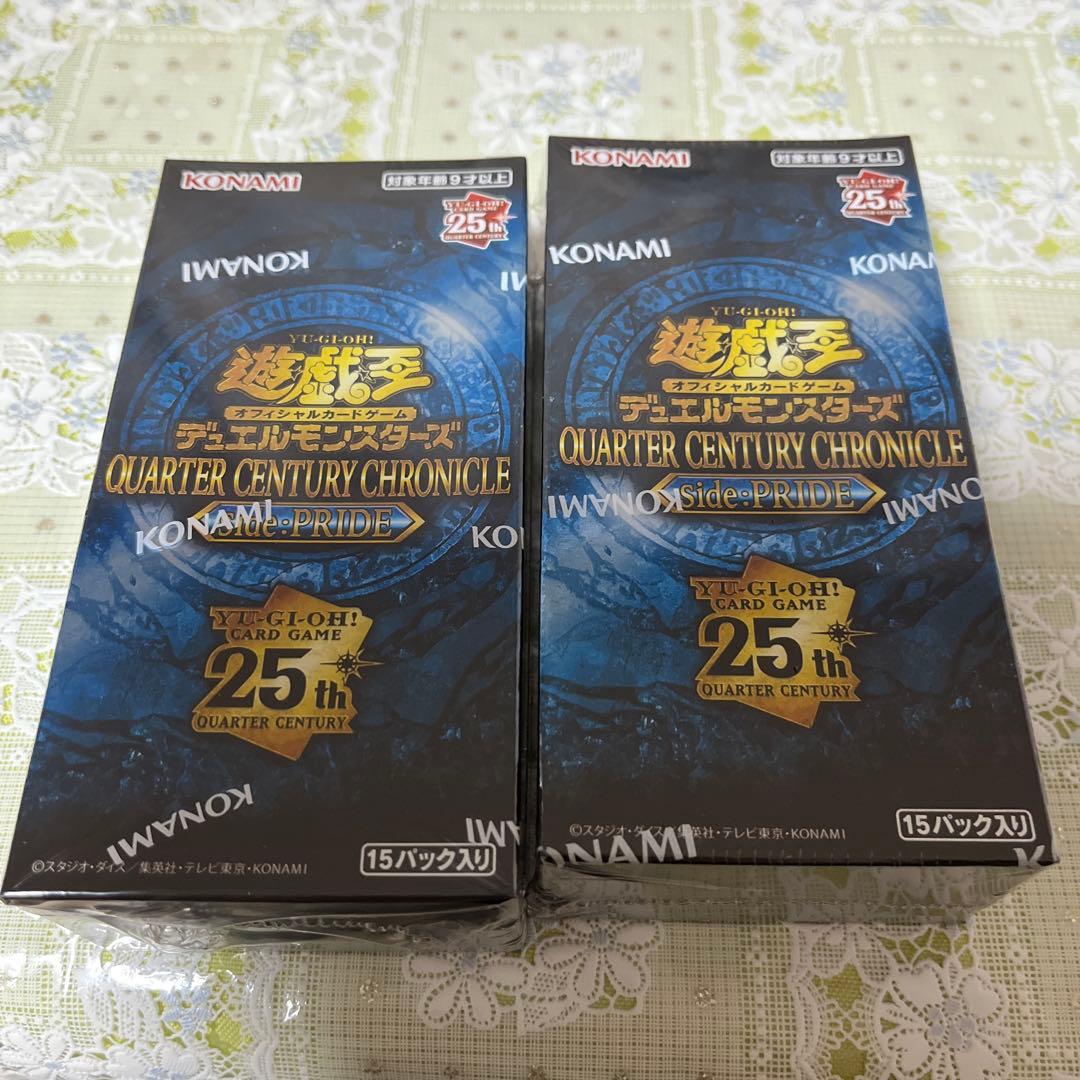 KONAMI
対象年齢9才以上
YU-GI-OH!
CARD GAME
25th
QUARTER CENTURY
KONAMI
YU-GI-OH!
遊戯王
オフィシャルカードゲーム
デュエルモンスターズ
QUARTER CENTURY CHRONICLE
side:PRIDE
KONAMI
YU-GI-OH!
CARD GAME
25th
QUARTER CENTURY
KONAMI
©スタジオ・ダイス/集英社・テレビ東京・KONAMI
15パック入り
KONAMI
対象年齢9才以上
YU-GI-OH!
CARD GAME
25th
QUARTER CENTURY
KONAMI
KONAMI
YU-GI-OH!
遊戯王
オフィシャルカードゲーム
デュエルモンスターズ
QUARTER CENTURY CHRONICLE
side:PRIDE
KONAMI
KONAMI
YU-GI-OH!
CARD GAME
25th
QUARTER CENTURY
©スタジオ・ダイス/集英社・テレビ東京・KONAMI
15パック入り
KONAMI